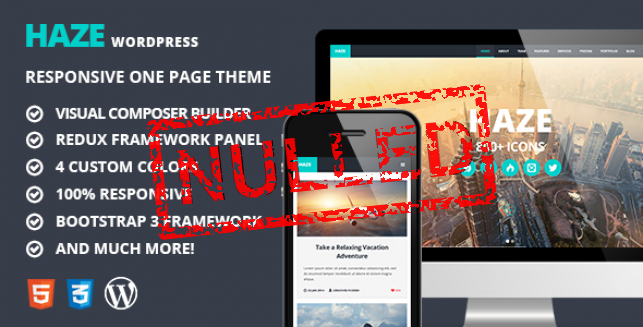 HAZE WORDPRESS
RESPONSIVE ONE PAGE THEME
VISUAL COMPOSER BUILDER
REDUX FRAMEWORK PANEL
4 CUSTOM COLORS
100% RESPONSIVE
BOOTSTRAP 3 FRAMEWORK
AND MUCH MORE!
NULLED
HAZE
HOME ABOUT TEAM FEATURES SERVICES PRICING PORTFOLIO BLOG
HAZE
840+ ICONS
HAZE
Take a Relaxing Vacation
Adventure